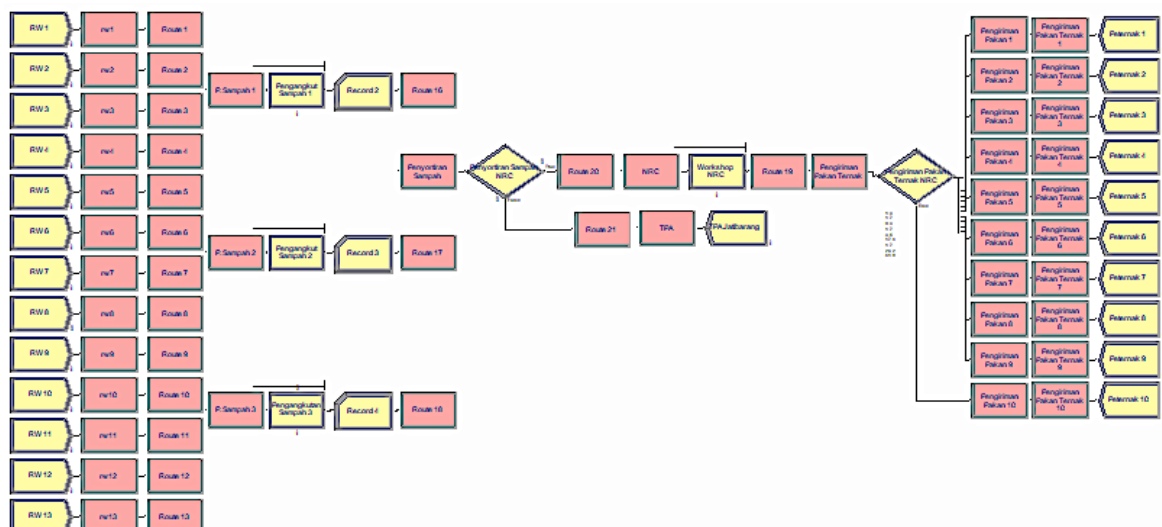 RW 1
rw1
Route 1
RW 2
rw2
Route 2
RW 3
rw3
Route 3
RW 4
rw4
Route 4
RW 5
rw5
Route 5
RW 6
rw6
Route 6
RW 7
rw7
Route 7
RW 8
rw8
Route 8
RW 9
rw9
Route 9
RW 10
rw10
Route 10
RW 11
rw11
Route 11
RW 12
rw12
Route 12
RW 13
rw13
Route 13
P.Sampah 1
Pengangkut
Sampah 1
Record 2
Route 16
P.Sampah 2
Pengangkut
Sampah 2
Record 3
Route 17
P.Sampah 3
Pengangkutan
Sampah 3
Record 4
Route 18
Penyortiran
Sampah
Penyortiran Sampah
NRC
True
False
Route 20
NRC
Workshop
NRC
Route 19
Pengiriman
Pakan Ternak
Route 21
TPA
TPA Jatibarang
Pengiriman Pakan
Ternak NRC
Pengiriman
Pakan 1
Pengiriman
Pakan Ternak
1
Peternak 1
Pengiriman
Pakan 2
Pengiriman
Pakan Ternak
2
Peternak 2
Pengiriman
Pakan 3
Pengiriman
Pakan Ternak
3
Peternak 3
Pengiriman
Pakan 4
Pengiriman
Pakan Ternak
4
Peternak 4
Pengiriman
Pakan 5
Pengiriman
Pakan Ternak
5
Peternak 5
Pengiriman
Pakan 6
Pengiriman
Pakan Ternak
6
Peternak 6
Pengiriman
Pakan 7
Pengiriman
Pakan Ternak
7
Peternak 7
Pengiriman
Pakan 8
Pengiriman
Pakan Ternak
8
Peternak 8
Pengiriman
Pakan 9
Pengiriman
Pakan Ternak
9
Peternak 9
Pengiriman
Pakan 10
Pengiriman
Pakan Ternak
10
Peternak 10